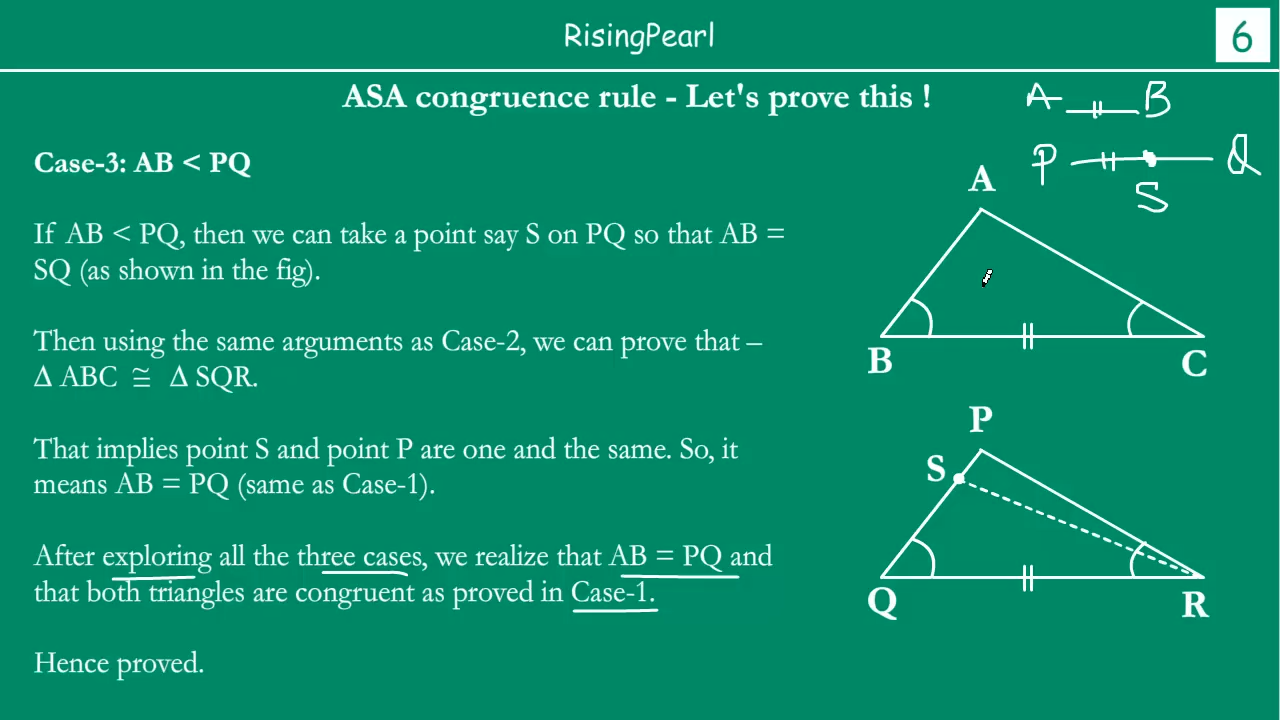 RisingPearl
6
ASA congruence rule - Let's prove this !
A B
P Q
S
Case-3: AB < PQ
If AB < PQ, then we can take a point say S on PQ so that AB =
SQ (as shown in the fig).
Then using the same arguments as Case-2, we can prove that –
Δ ABC ≅ Δ SQR.
That implies point S and point P are one and the same. So, it
means AB = PQ (same as Case-1).
After exploring all the three cases, we realize that AB = PQ and
that both triangles are congruent as proved in Case-1.
Hence proved.
A
B
C
P
S
Q
R